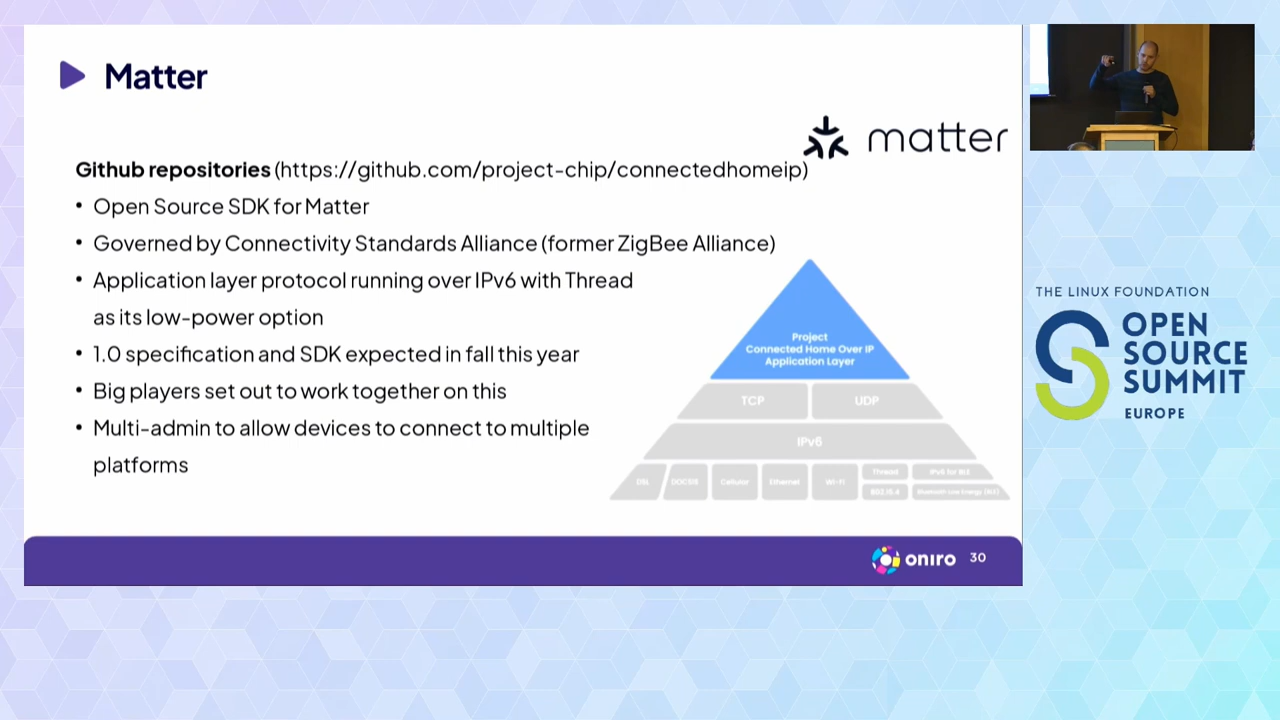 Matter
matter
Github repositories (https://github.com/project-chip/connectedhomeip)
• Open Source SDK for Matter
• Governed by Connectivity Standards Alliance (former ZigBee Alliance)
• Application layer protocol running over IPv6 with Thread
as its low-power option
• 1.0 specification and SDK expected in fall this year
• Big players set out to work together on this
• Multi-admin to allow devices to connect to multiple
platforms
Project
Connected Home Over IP
Application Layer
TCP UDP
IPv6
DSL DOCSIS Cellular Ethernet Wi-Fi Thread IPv6 for BLE
802.15.4 Bluetooth Low Energy (BLE)
oniro 30
THE LINUX FOUNDATION
OPEN
SOURCE
SUMMIT
EUROPE